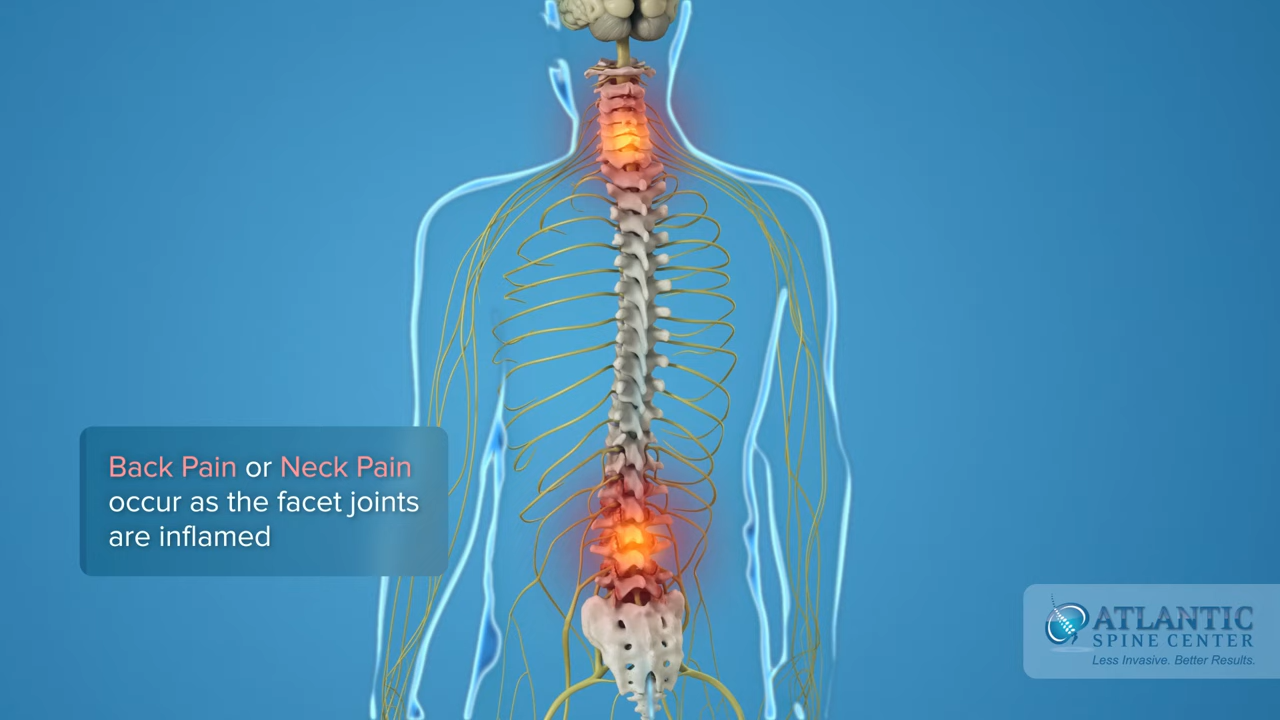 Back Pain or Neck Pain
occur as the facet joints
are inflamed
ATLANTIC
SPINE CENTER
Less Invasive. Better Results.